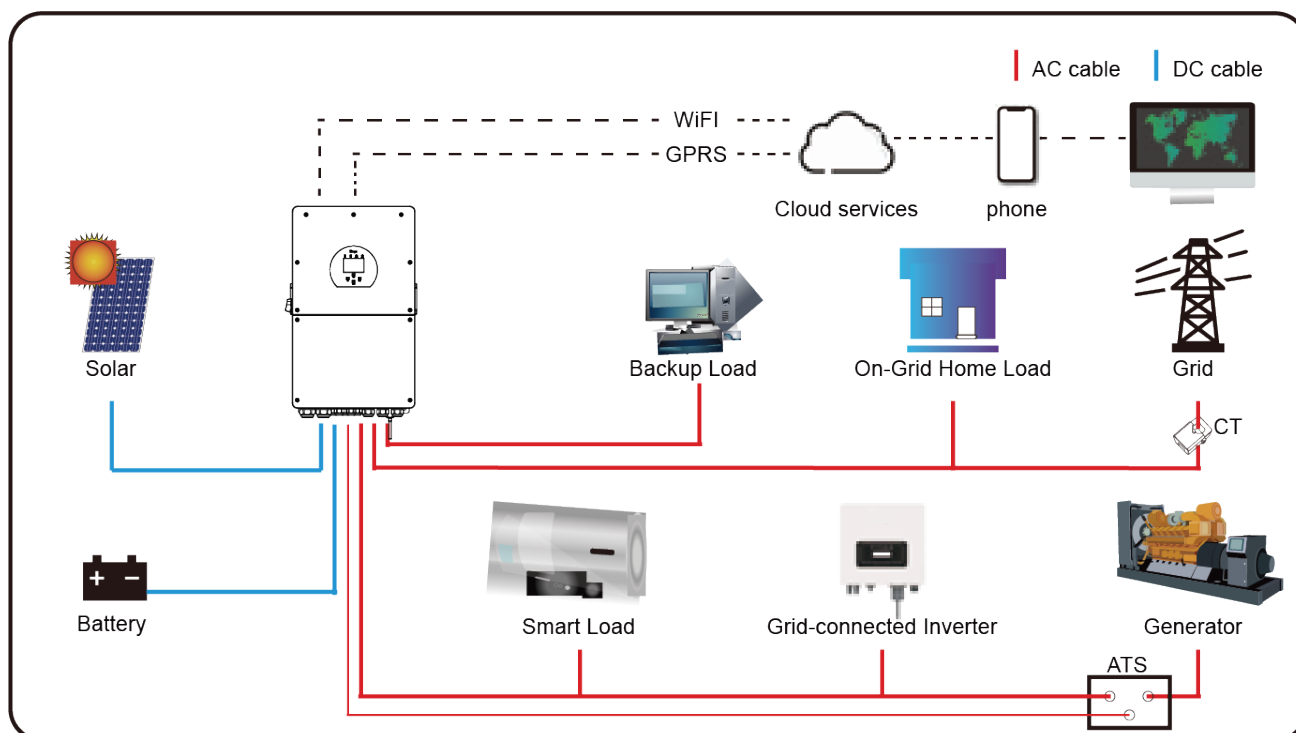 AC cable
DC cable
WiFI
GPRS
Cloud services
phone
Solar
Backup Load
On-Grid Home Load
Grid
CT
Battery
Smart Load
Grid-connected Inverter
Generator
ATS